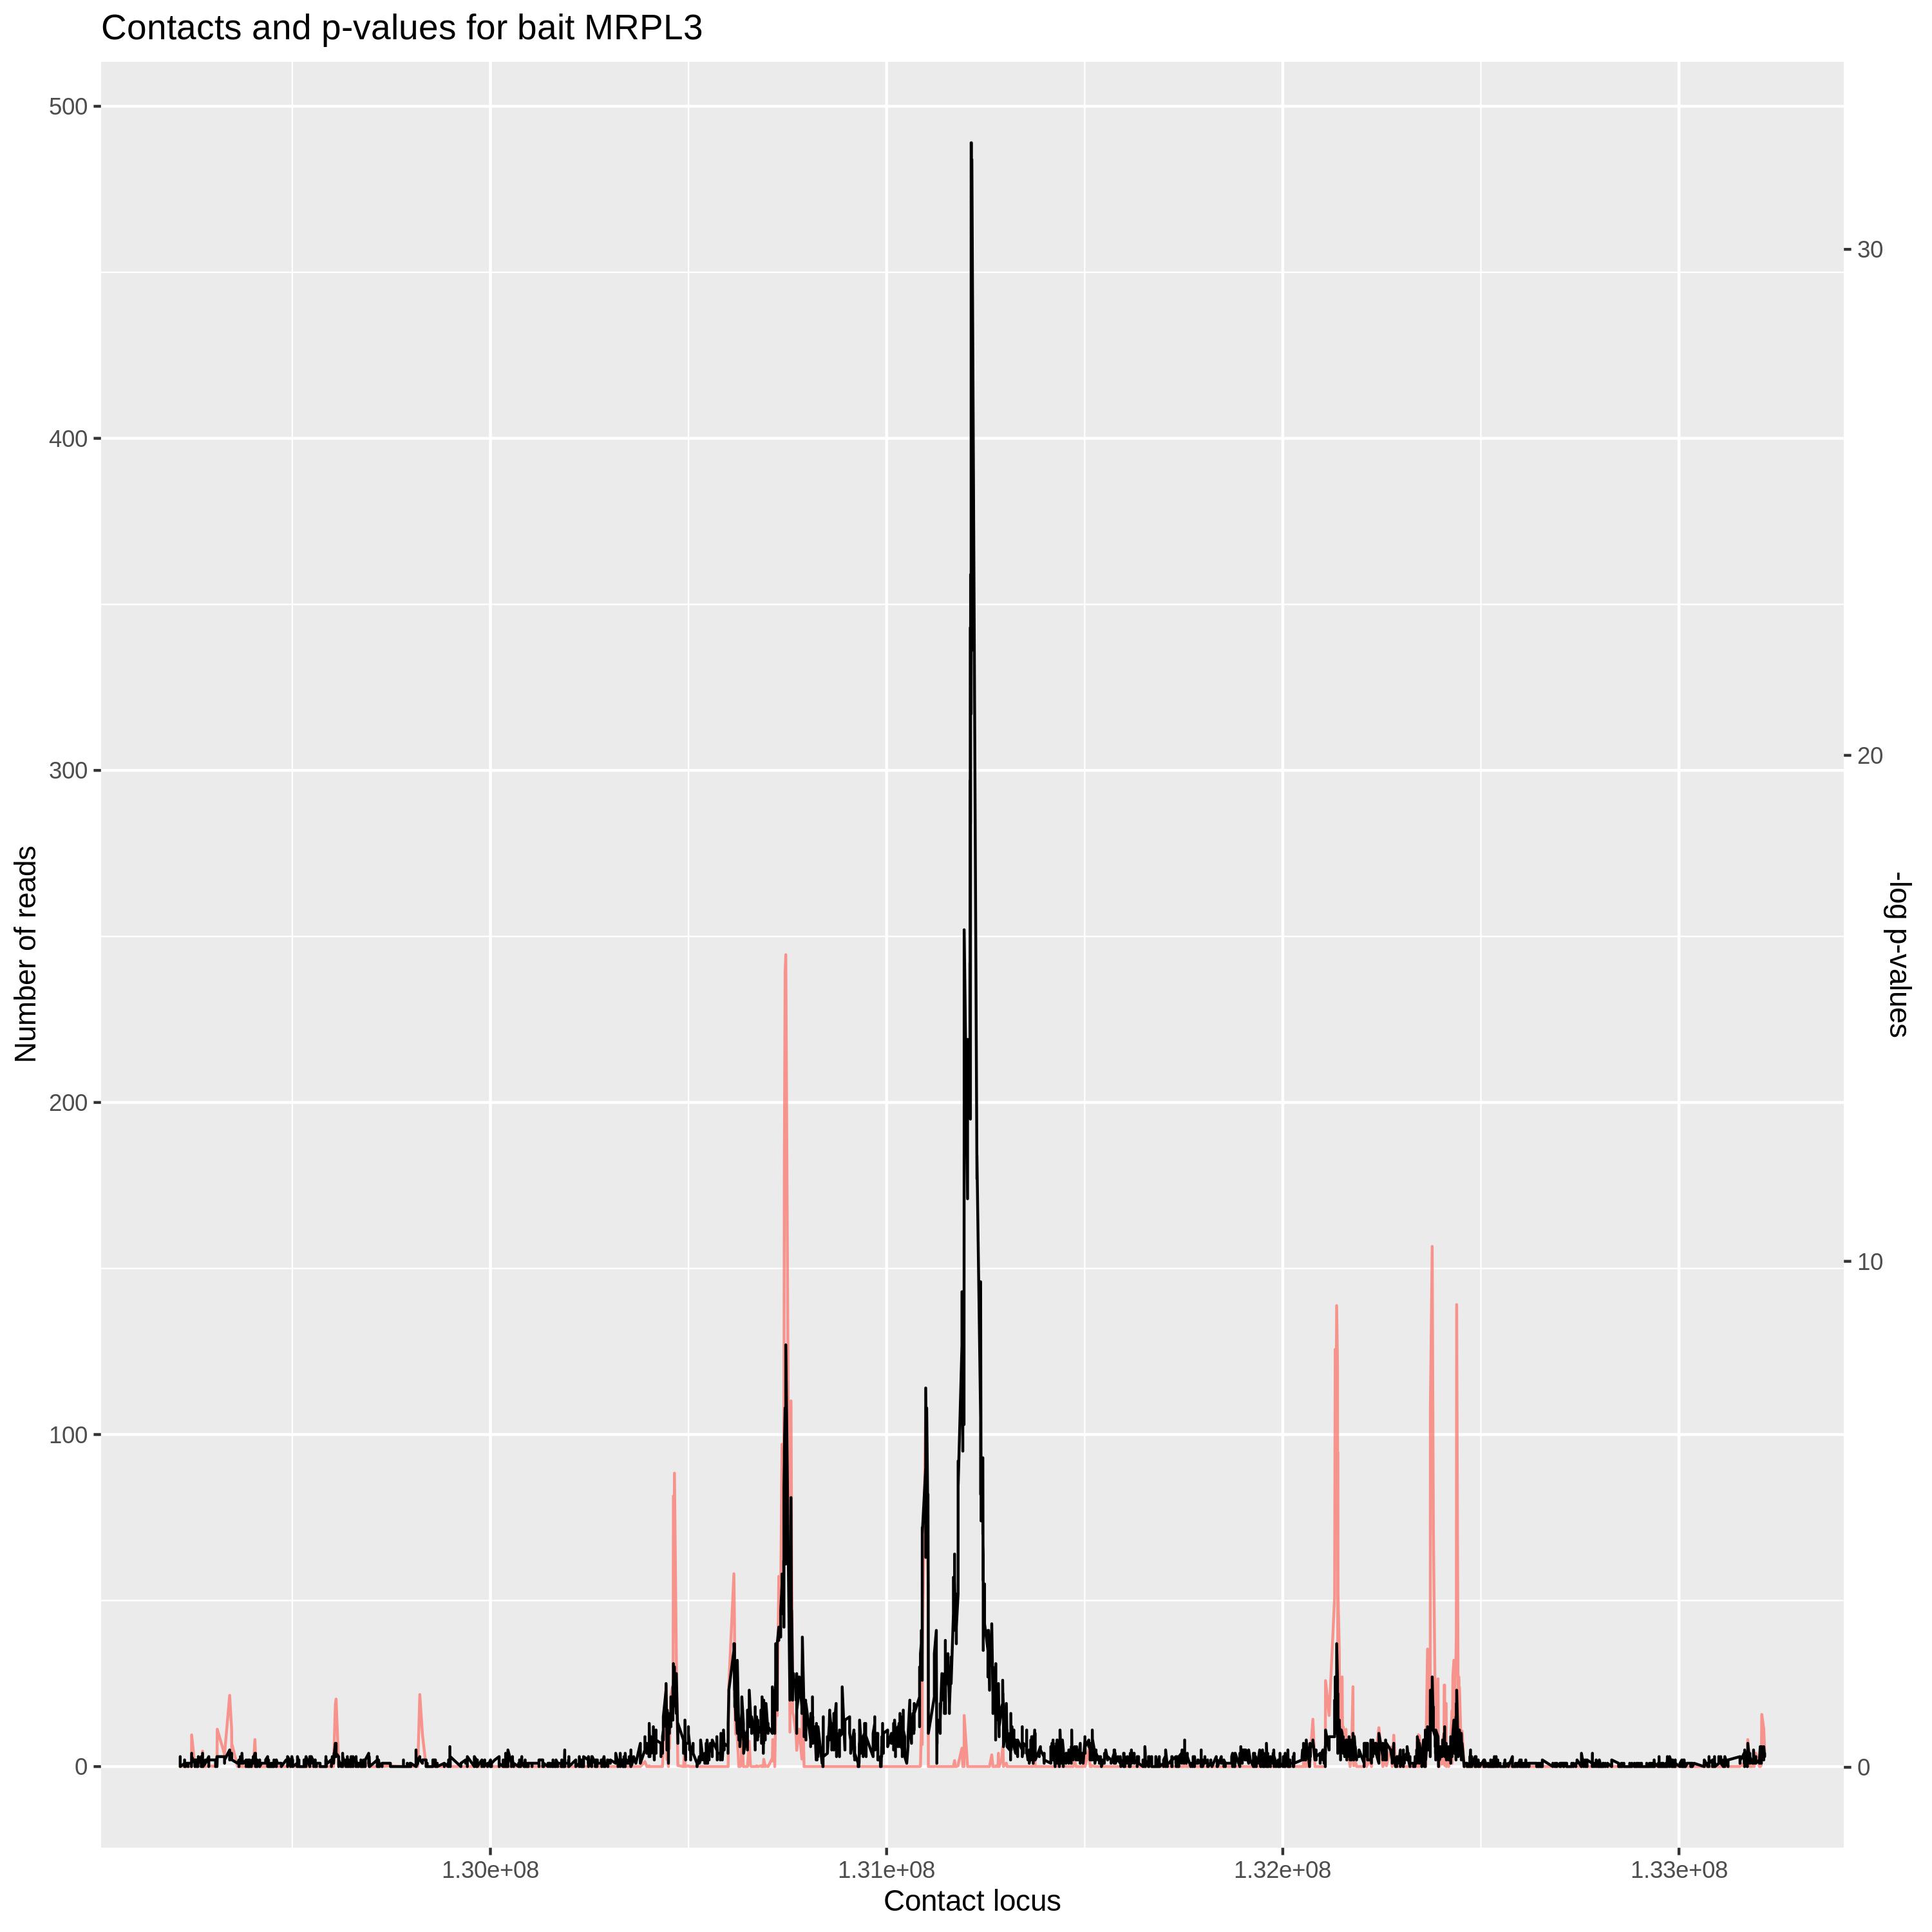 Contacts and p-values for bait MRPL3
500
400
300
200
100
0
Number of reads
30
20
10
0
-log p-values
1.30e+08
1.31e+08
1.32e+08
1.33e+08
Contact locus